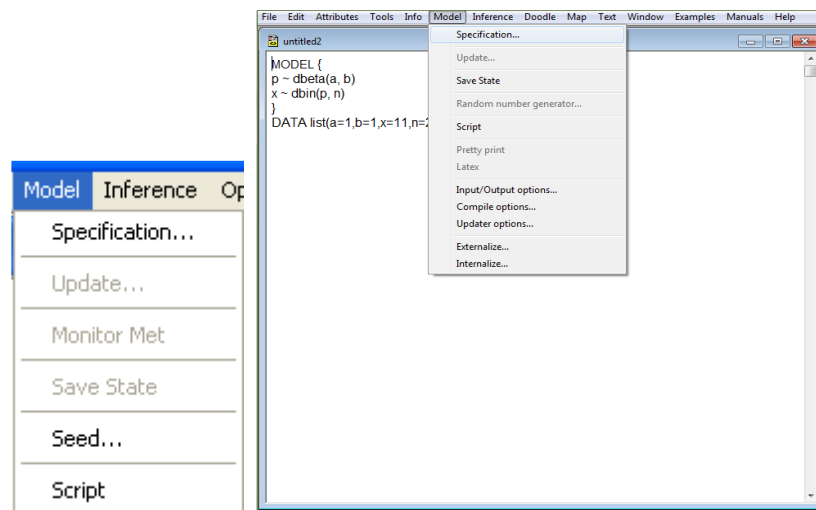 Model Inference Op
Specification...
Update...
Monitor Met
Save State
Seed...
Script
File Edit Attributes Tools Info Model Inference Doodle Map Text Window Examples Manuals Help
untitled2
MODEL {
p ~ dbeta(a, b)
x ~ dbin(p, n)
}
DATA list(a=1,b=1,x=11,n=2
Specification...
Update...
Save State
Random number generator...
Script
Pretty print
Latex
Input/Output options...
Compile options...
Updater options...
Externalize...
Internalize...